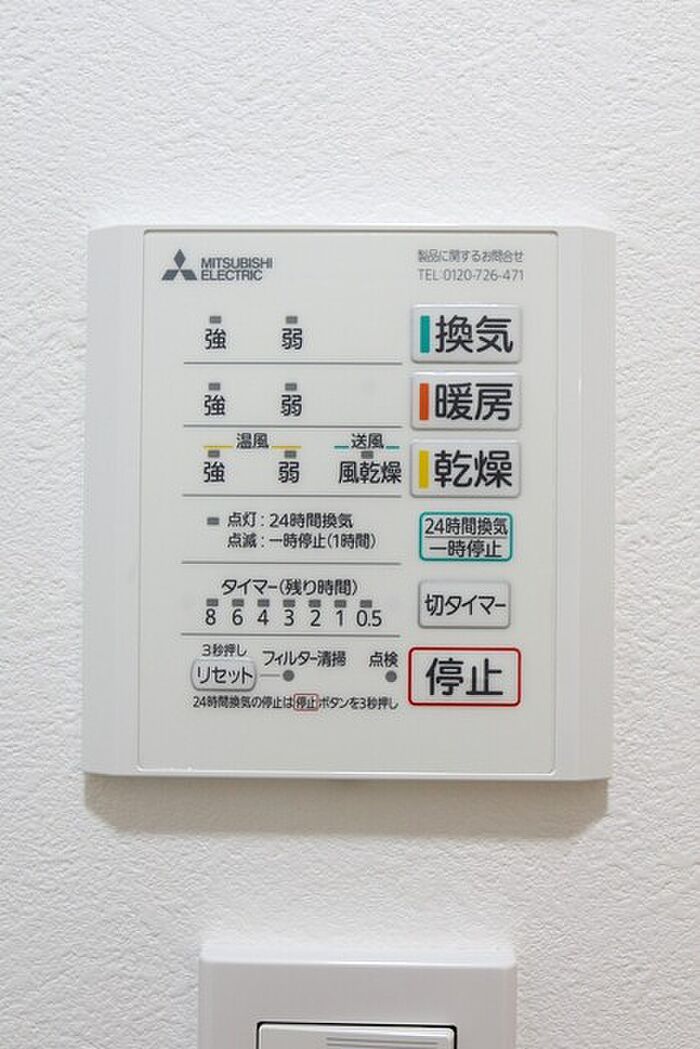 MITSUBISHI
ELECTRIC
製品に関するお問合せ
TEL:0120-726-471
強 弱 換気
強 弱 暖房
温風 送風
強 弱 風乾燥 乾燥
点灯:24時間換気
点滅:一時停止(1時間)
24時間換気
一時停止
タイマー(残り時間)
8 6 4 3 2 1 0.5
切タイマー
3秒押し
リセット フィルター清掃 点検
停止
24時間換気の停止は停止ボタンを3秒押し